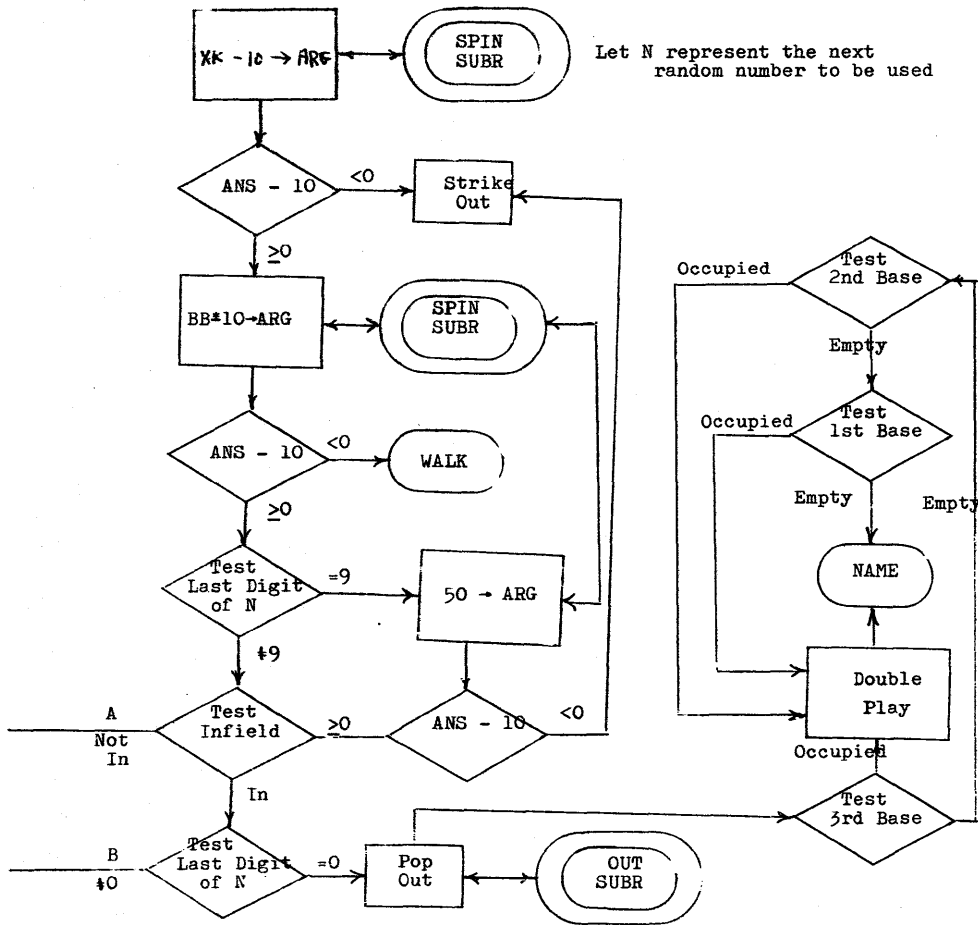 XK - 10 → ARG
SPIN
SUBR
Let N represent the next
random number to be used
ANS - 10
<0
Strike
Out
≥0
BB*10→ARG
SPIN
SUBR
ANS - 10
<0
WALK
≥0
Test
Last Digit
of N
=9
50 → ARG
≠9
A
Not
In
Test
Infield
≥0
ANS - 10
<0
In
B
≠0
Test
Last Digit
of N
=0
Pop
Out
OUT
SUBR
Occupied
Test
2nd Base
Empty
Occupied
Test
1st Base
Empty
Empty
NAME
Double
Play
Occupied
Test
3rd Base